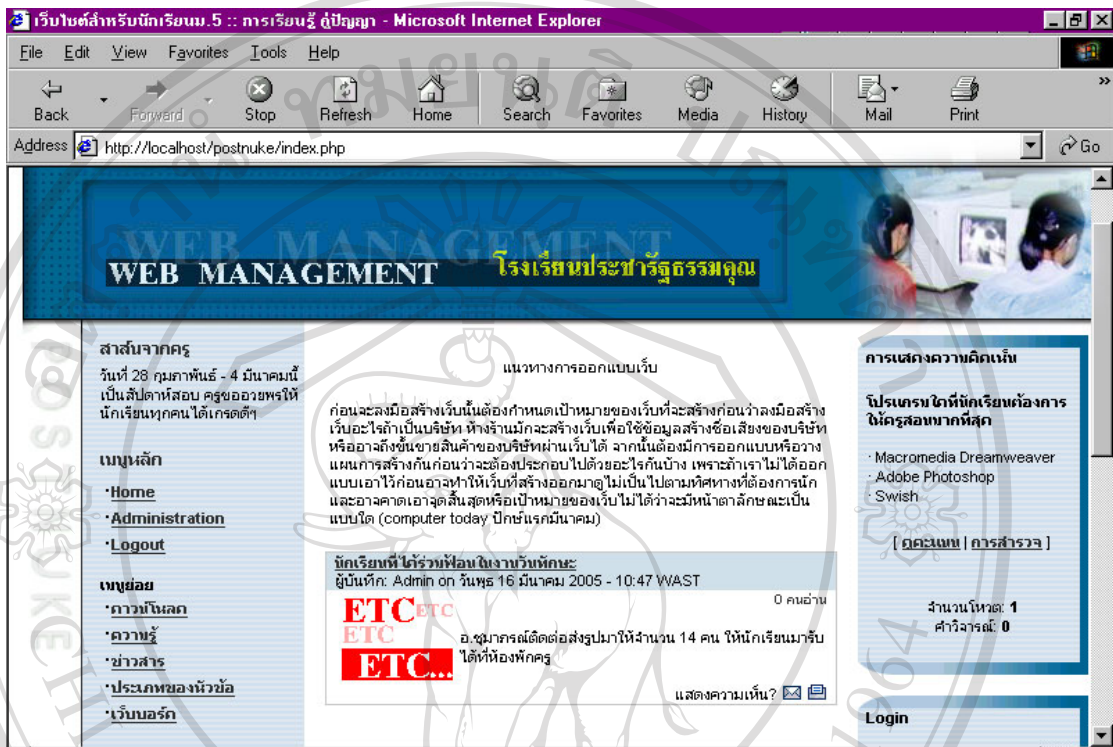 เว็บไซต์สำหรับนักเรียนม.5 :: การเรียนรู้ คู่ปัญญา - Microsoft Internet Explorer
File Edit View Favorites Tools Help
Back Forward Stop Refresh Home Search Favorites Media History Mail Print
Address http://localhost/postnuke/index.php Go
WEB MANAGEMENT
WEB MANAGEMENT โรงเรียนประชารัฐธรรมคุณ
สาส์นจากครู
วันที่ 28 กุมภาพันธ์ - 4 มีนาคมนี้
เป็นสัปดาห์สอบ ครูขออวยพรให้
นักเรียนทุกคนได้เกรดดีๆ
เมนูหลัก
·Home
·Administration
·Logout
เมนูย่อย
·ดาวน์โหลด
·ความรู้
·ข่าวสาร
·ประเภทของหัวข้อ
·เว็บบอร์ด
แนวทางการออกแบบเว็บ
ก่อนจะลงมือสร้างเว็บนั้นต้องกำหนดเป้าหมายของเว็บที่จะสร้างก่อนว่าลงมือสร้าง
เว็บอะไรถ้าเป็นบริษัท ห้างร้านมักจะสร้างเว็บเพื่อใช้ข้อมูลสร้างชื่อเสียงของบริษัท
หรืออาจถึงขั้นขายสินค้าของบริษัทผ่านเว็บได้ จากนั้นต้องมีการออกแบบหรือวาง
แผนการสร้างกันก่อนว่าจะต้องประกอบไปด้วยอะไรกันบ้าง เพราะถ้าเราไม่ได้ออก
แบบเอาไว้ก่อนอาจทำให้เว็บที่สร้างออกมาดูไม่เป็นไปตามทิศทางที่ต้องการนัก
และอาจคาดเอาจุดสิ้นสุดหรือเป้าหมายของเว็บไม่ได้ว่าจะมีหน้าตาลักษณะเป็น
แบบใด (computer today ปักษ์แรกมีนาคม)
นักเรียนที่ได้ร่วมฟ้อนในงานวันทักษะ
ผู้บันทึก: Admin on วันพุธ 16 มีนาคม 2005 - 10:47 WAST
0 คนอ่าน
ETC ETC
ETC
ETC...
อ.ชุมาภรณ์ติดต่อส่งรูปมาให้จำนวน 14 คน ให้นักเรียนมารับ
ได้ที่ห้องพักครู
แสดงความเห็น?
การแสดงความคิดเห็น
โปรแกรมใดที่นักเรียนต้องการ
ให้ครูสอนมากที่สุด
· Macromedia Dreamweaver
· Adobe Photoshop
· Swish
[ ดูคะแนน | การสำรวจ ]
จำนวนโหวต: 1
คำวิจารณ์: 0
Login